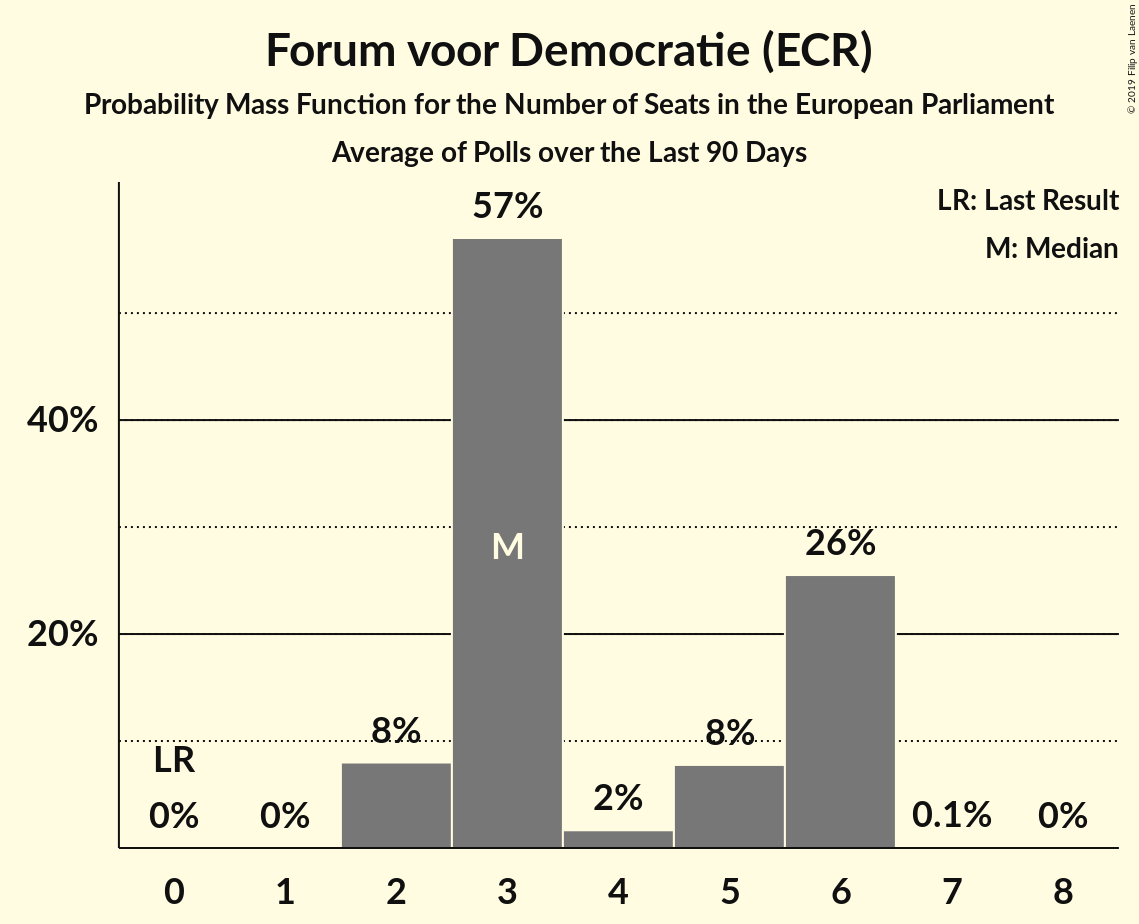 Forum voor Democratie (ECR)
Probability Mass Function for the Number of Seats in the European Parliament
Average of Polls over the Last 90 Days
© 2019 Filip van Laenen
LR: Last Result
M: Median
57%
40%
M
26%
20%
8%
8%
LR
2%
0%
0%
0.1%
0%
0 1 2 3 4 5 6 7 8